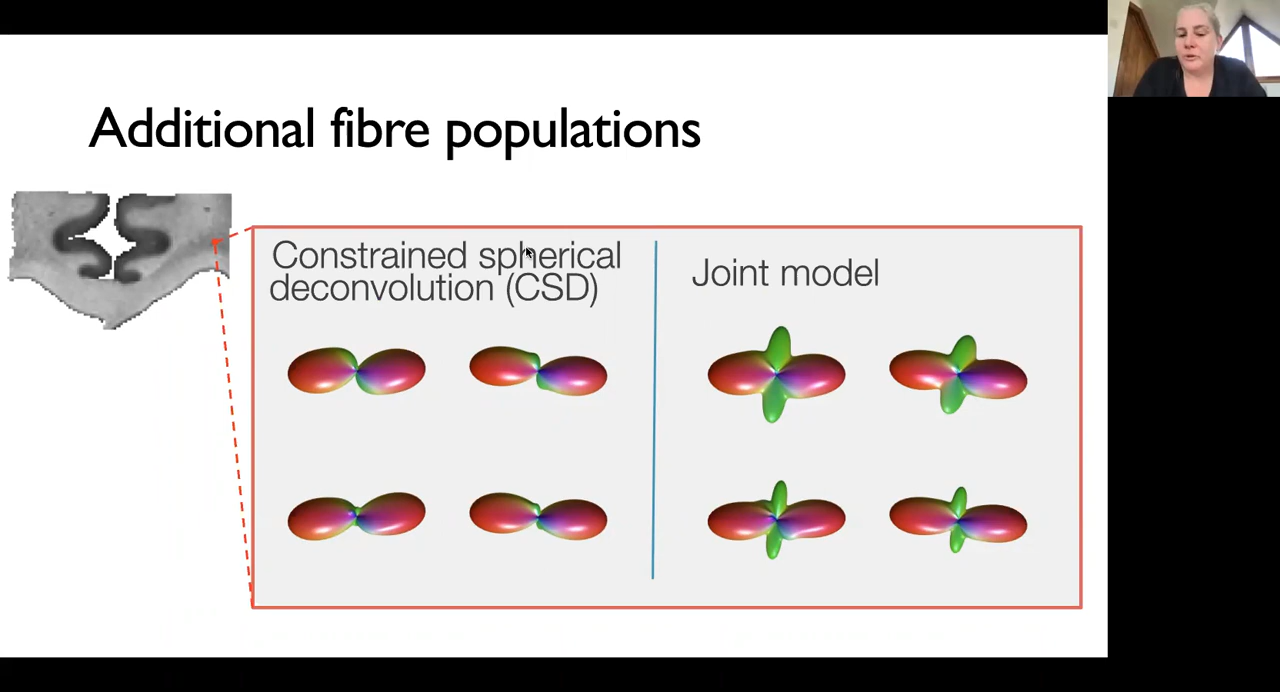 Additional fibre populations
Constrained spherical
deconvolution (CSD)
Joint model